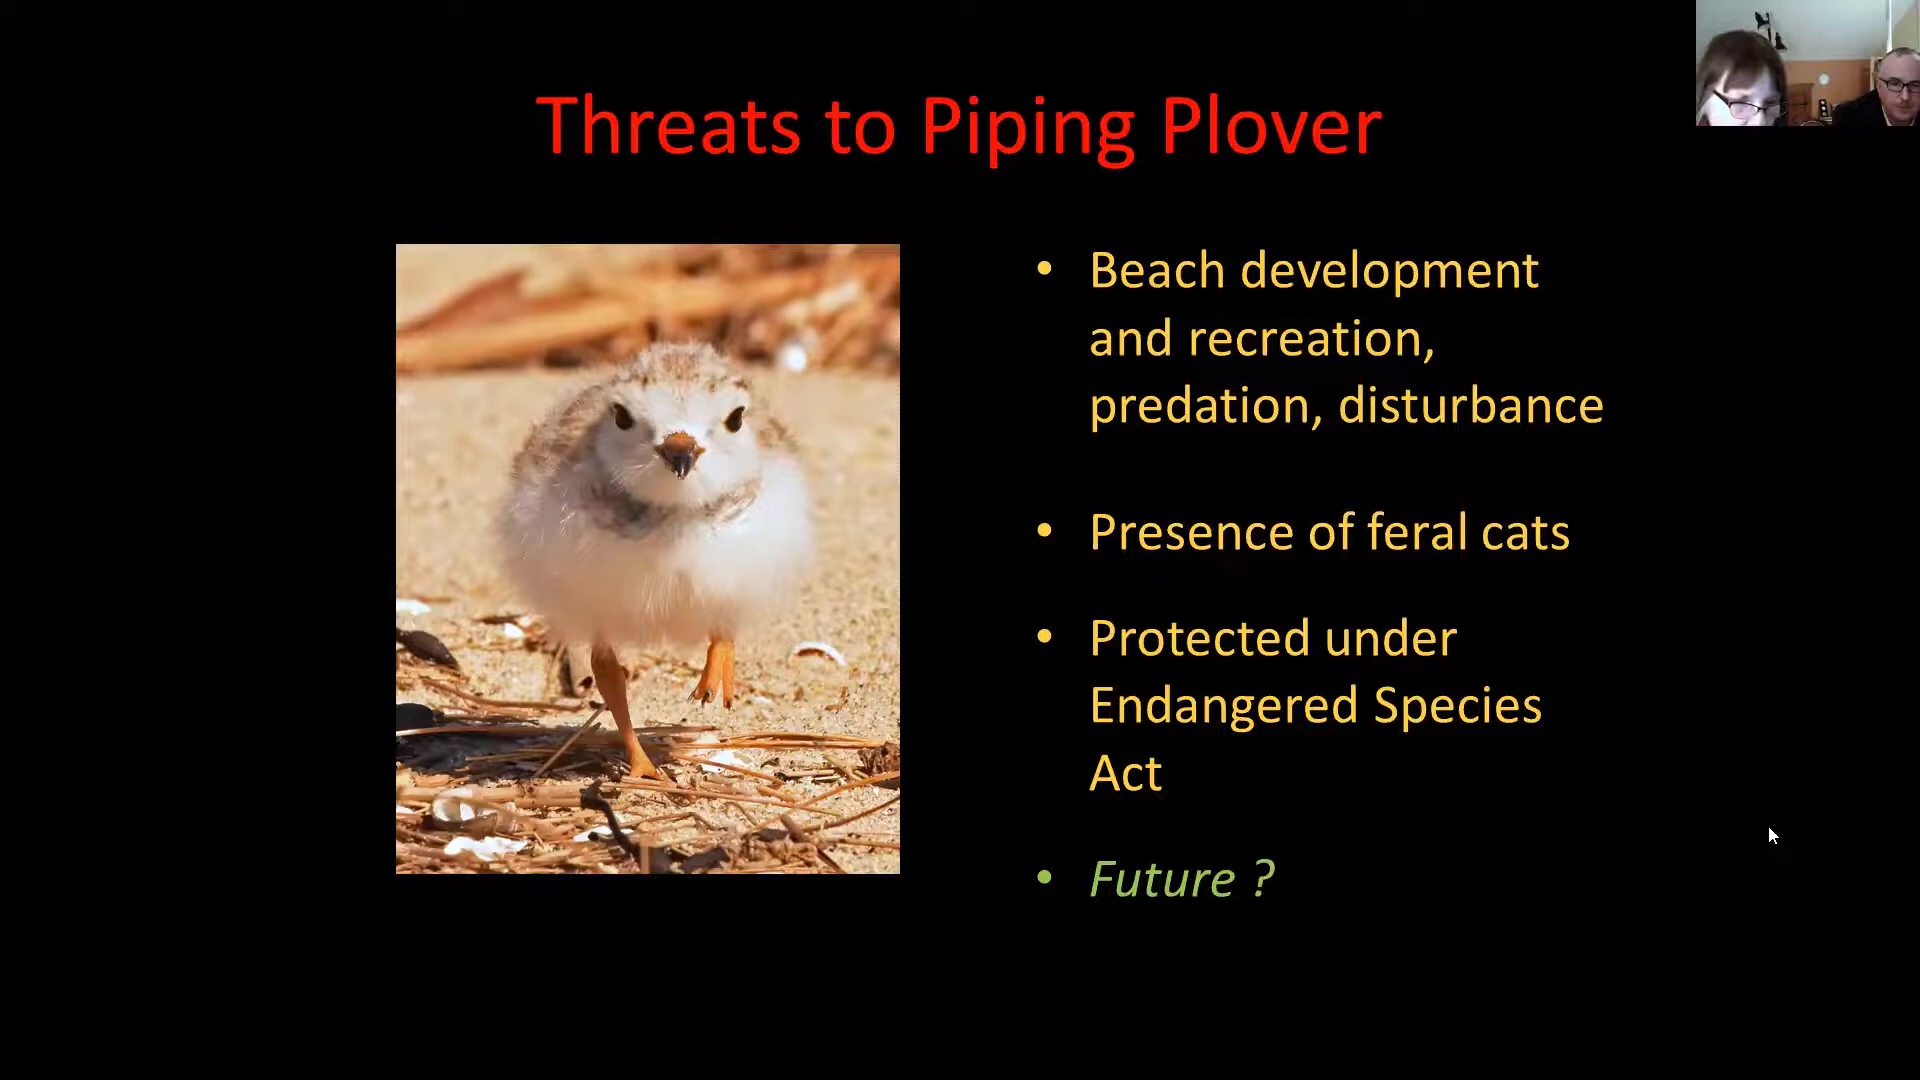 Threats to Piping Plover
• Beach development
and recreation,
predation, disturbance
• Presence of feral cats
• Protected under
Endangered Species
Act
• Future ?